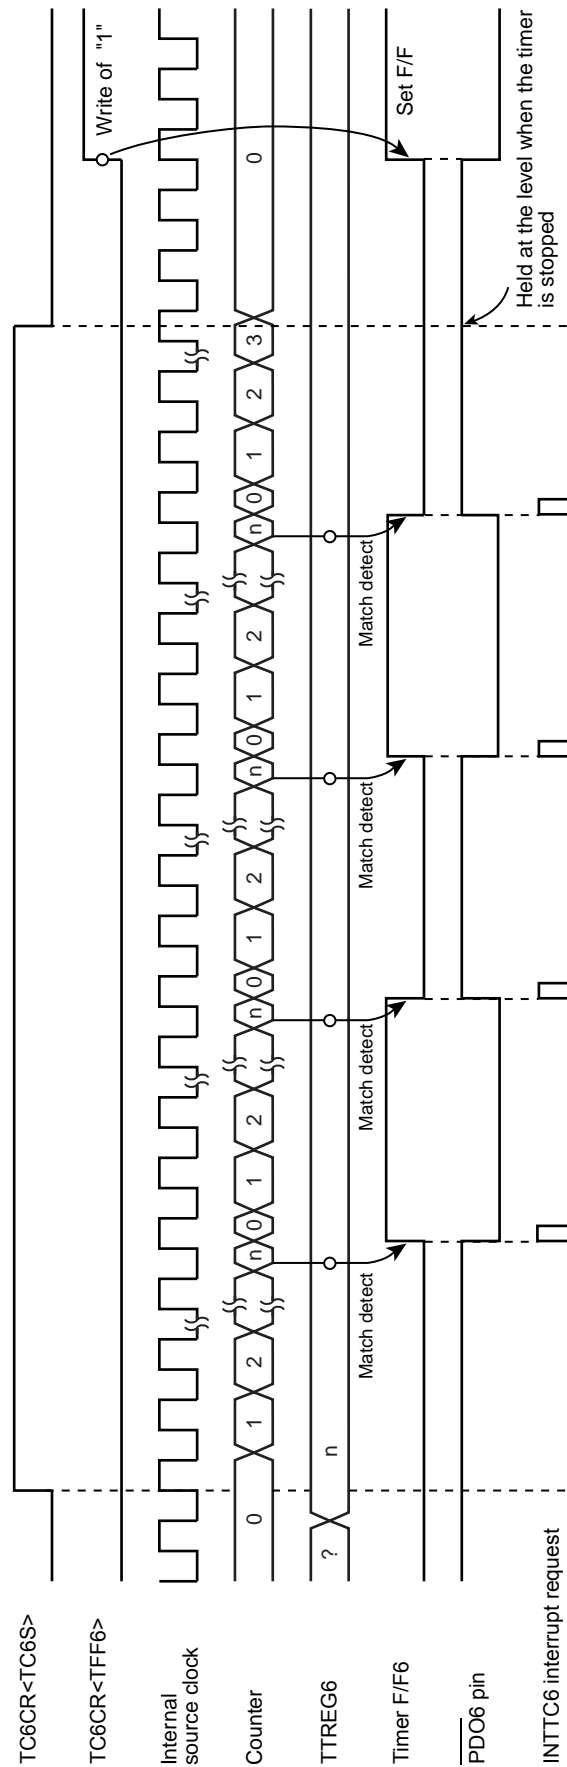 TC6CR<TC6S>
TC6CR<TFF6>
Write of "1"
Internal
source clock
Counter
0 1 2 n 0 1 2 n 0 1 2 n 0 1 2 n 0 1 2 3 0
TTREG6
? n
Match detect Match detect Match detect Match detect
Timer F/F6
Set F/F
PDO6 pin
Held at the level when the timer
is stopped
INTTC6 interrupt request